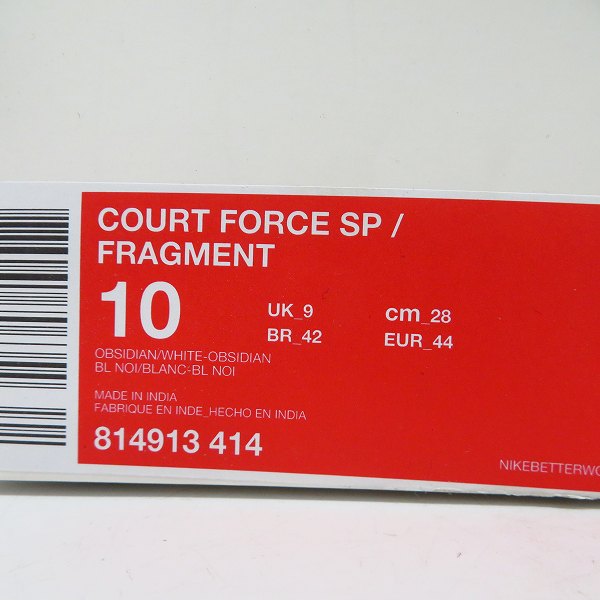 COURT FORCE SP /
FRAGMENT
10 UK_9 cm_28
BR_42 EUR_44
OBSIDIAN/WHITE-OBSIDIAN
BL NOI/BLANC-BL NOI
MADE IN INDIA
FABRIQUE EN INDE_HECHO EN INDIA
814913 414
NIKEBETTERWO